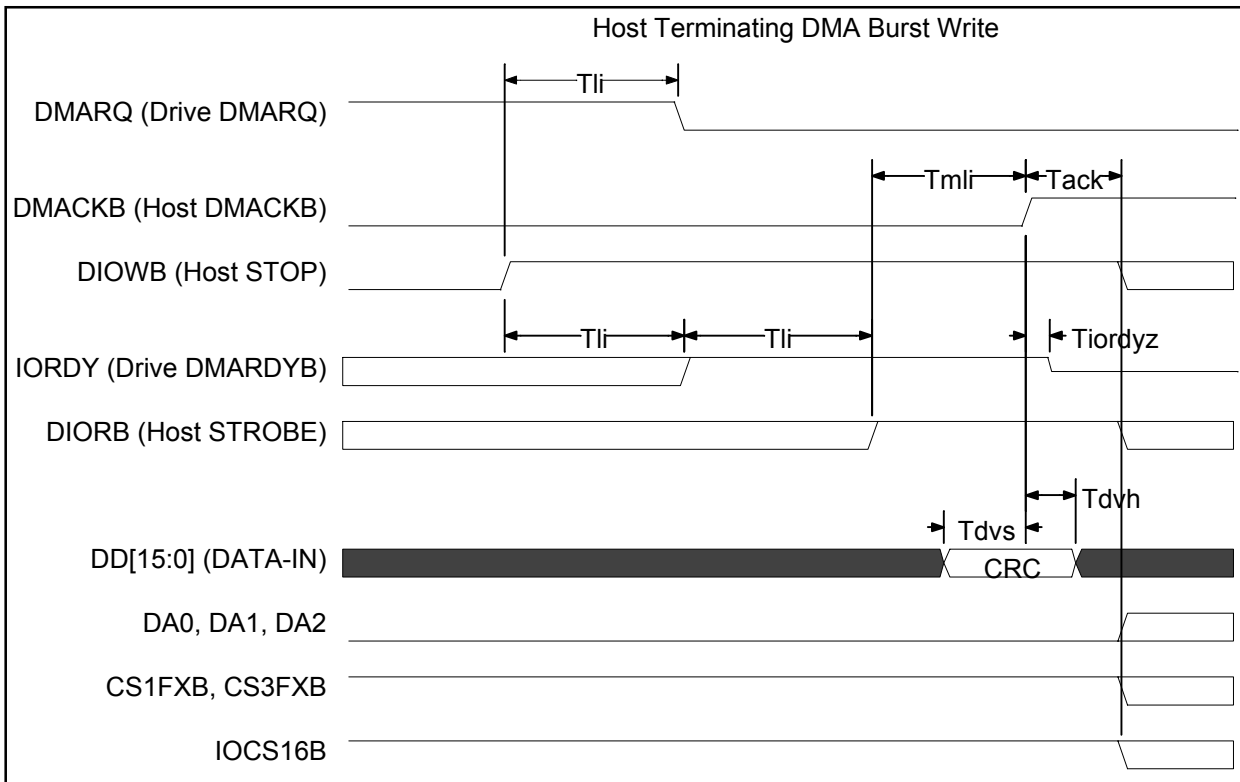 Host Terminating DMA Burst Write
Tli
DMARQ (Drive DMARQ)
Tmli
Tack
DMACKB (Host DMACKB)
DIOWB (Host STOP)
Tli
Tli
Tiordyz
IORDY (Drive DMARDYB)
DIORB (Host STROBE)
Tdvh
Tdvs
DD[15:0] (DATA-IN)
CRC
DA0, DA1, DA2
CS1FXB, CS3FXB
IOCS16B